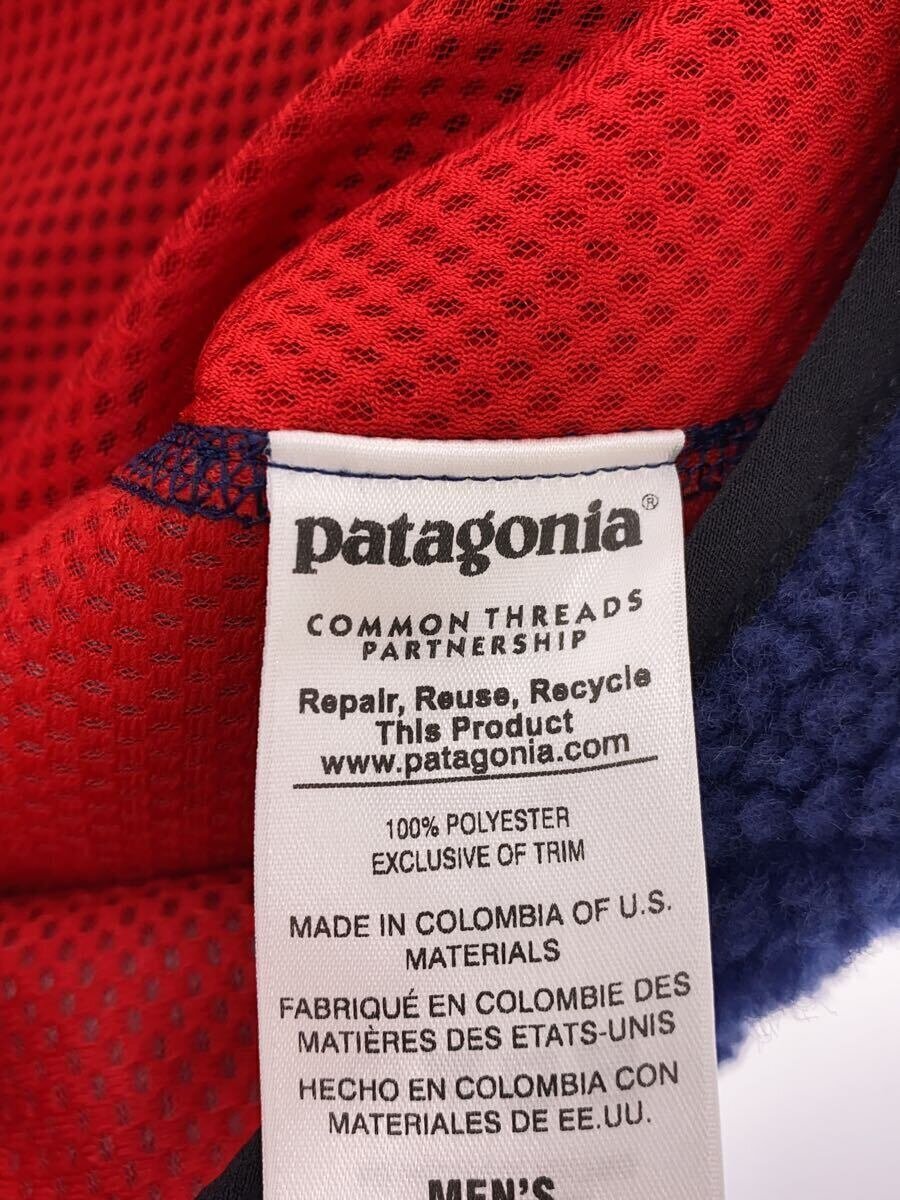 patagonia®
COMMON THREADS
PARTNERSHIP
Repair, Reuse, Recycle
This Product
www.patagonia.com
100% POLYESTER
EXCLUSIVE OF TRIM
MADE IN COLOMBIA OF U.S.
MATERIALS
FABRIQUÉ EN COLOMBIE DES
MATIÈRES DES ETATS-UNIS
HECHO EN COLOMBIA CON
MATERIALES DE EE.UU.
MEN'S